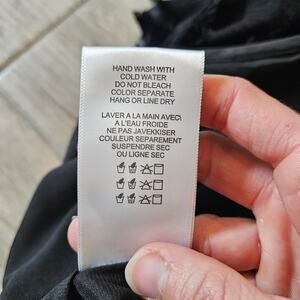 HAND WASH WITH
COLD WATER
DO NOT BLEACH
COLOR SEPARATE
HANG OR LINE DRY
LAVER A LA MAIN AVEC\
A L'EAU FROIDE
NE PAS JAVEKKISER
COULEUR SEPAREMENT
SUSPENDRE SEC
OU LIGNE SEC